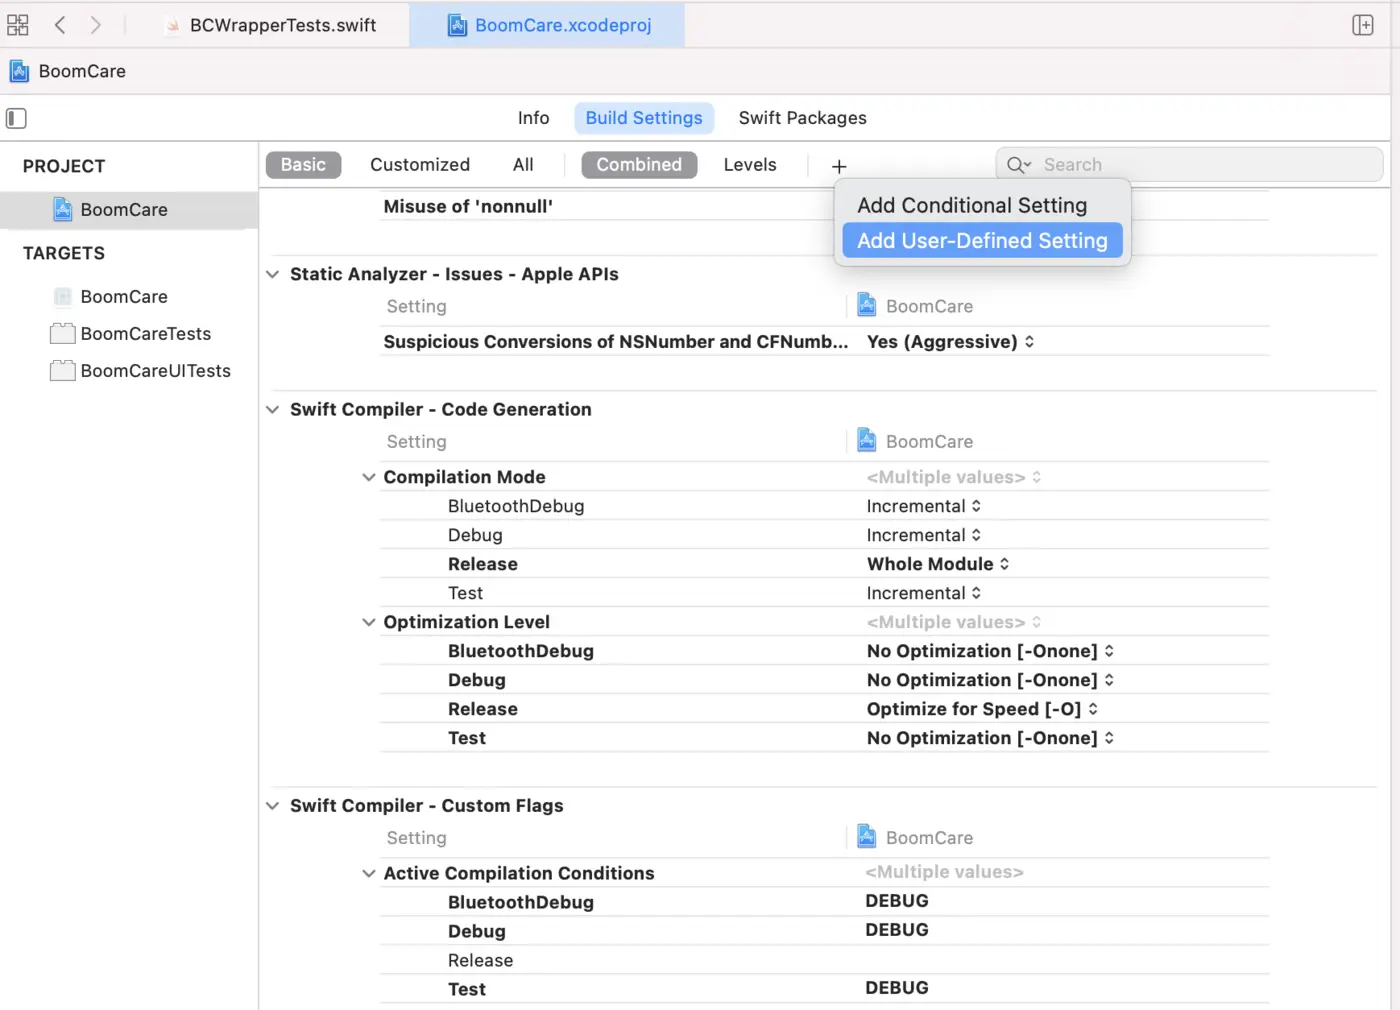 BCWrapperTests.swift BoomCare.xcodeproj
BoomCare
Info Build Settings Swift Packages
PROJECT
BoomCare
TARGETS
BoomCare
BoomCareTests
BoomCareUITests
Basic Customized All Combined Levels + Search
Add Conditional Setting
Add User-Defined Setting
Misuse of 'nonnull'
Static Analyzer - Issues - Apple APIs
Setting BoomCare
Suspicious Conversions of NSNumber and CFNumb... Yes (Aggressive)
Swift Compiler - Code Generation
Setting BoomCare
Compilation Mode <Multiple values>
BluetoothDebug Incremental
Debug Incremental
Release Whole Module
Test Incremental
Optimization Level <Multiple values>
BluetoothDebug No Optimization [-Onone]
Debug No Optimization [-Onone]
Release Optimize for Speed [-O]
Test No Optimization [-Onone]
Swift Compiler - Custom Flags
Setting BoomCare
Active Compilation Conditions <Multiple values>
BluetoothDebug DEBUG
Debug DEBUG
Release
Test DEBUG